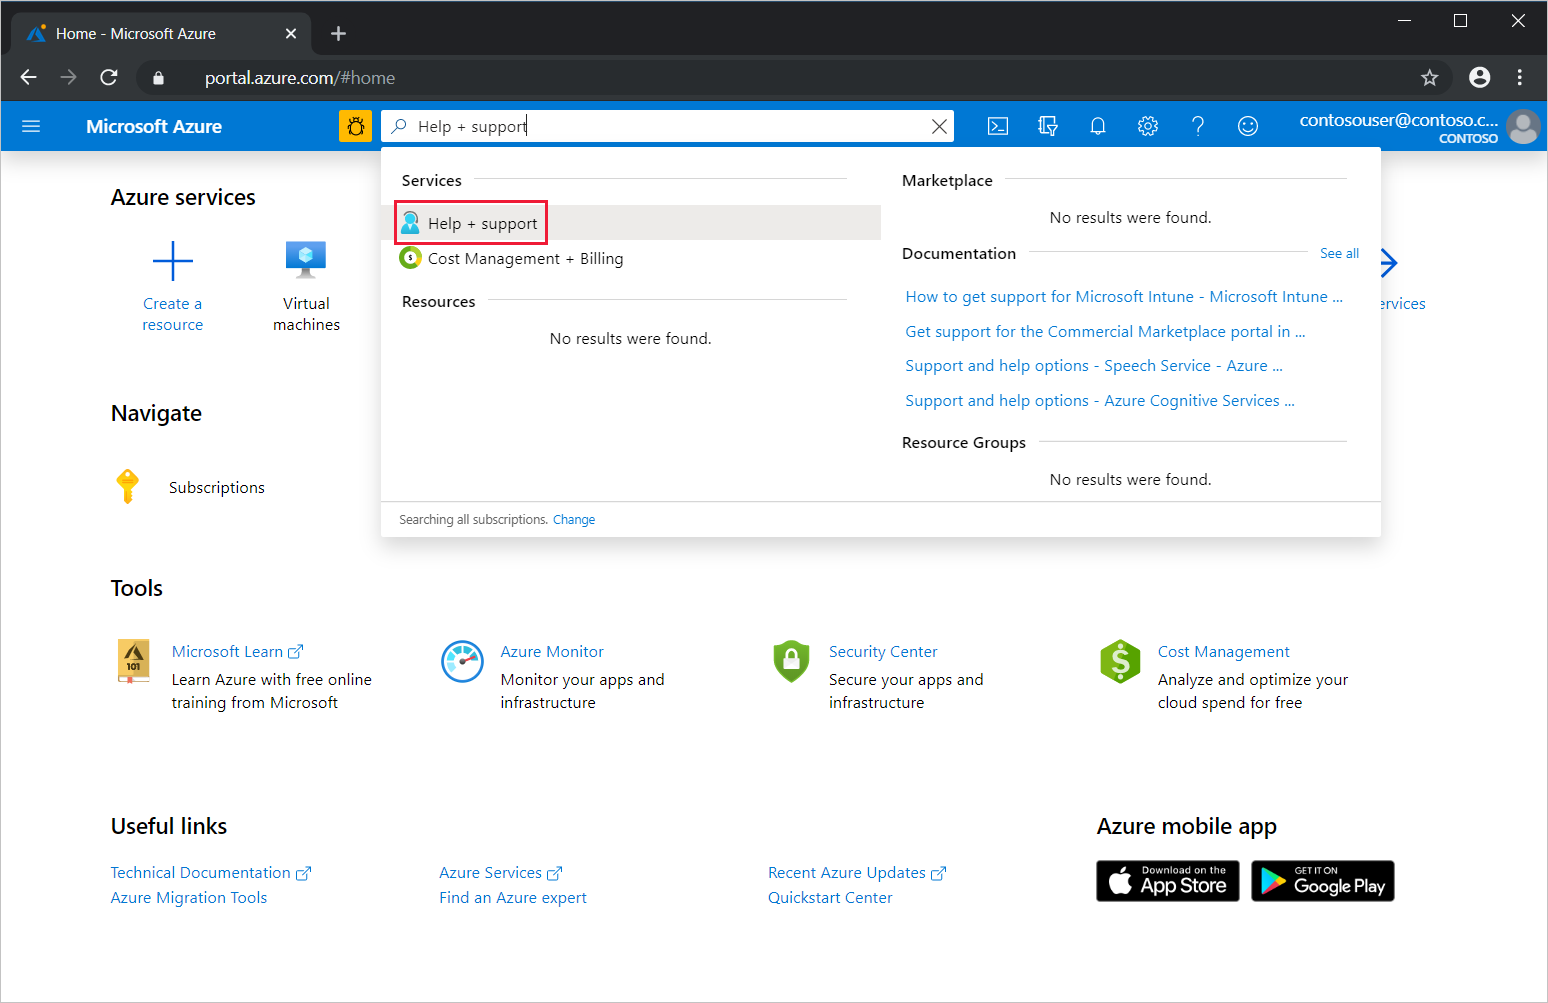 Home - Microsoft Azure
portal.azure.com/#home
Microsoft Azure
Help + support
contosouser@contoso.c...
CONTOSO
Services
Help + support
Cost Management + Billing
Resources
No results were found.
Marketplace
No results were found.
Documentation
See all
How to get support for Microsoft Intune - Microsoft Intune ...
Get support for the Commercial Marketplace portal in ...
Support and help options - Speech Service - Azure ...
Support and help options - Azure Cognitive Services ...
Resource Groups
No results were found.
Searching all subscriptions. Change
Azure services
Create a
resource
Virtual
machines
ervices
Navigate
Subscriptions
Tools
101
Microsoft Learn
Learn Azure with free online
training from Microsoft
Azure Monitor
Monitor your apps and
infrastructure
Security Center
Secure your apps and
infrastructure
Cost Management
Analyze and optimize your
cloud spend for free
Useful links
Technical Documentation
Azure Migration Tools
Azure Services
Find an Azure expert
Recent Azure Updates
Quickstart Center
Azure mobile app
Download on the
App Store
GET IT ON
Google Play